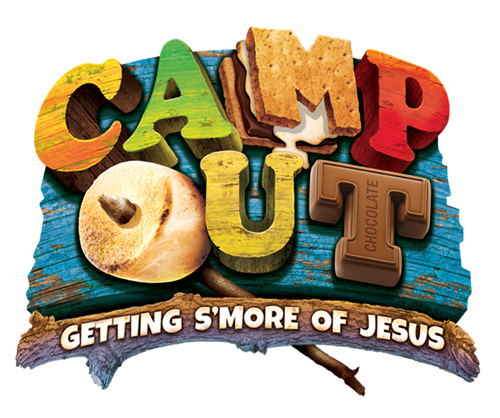 CAMP
OUT
CHOCOLATE
GETTING S'MORE OF JESUS